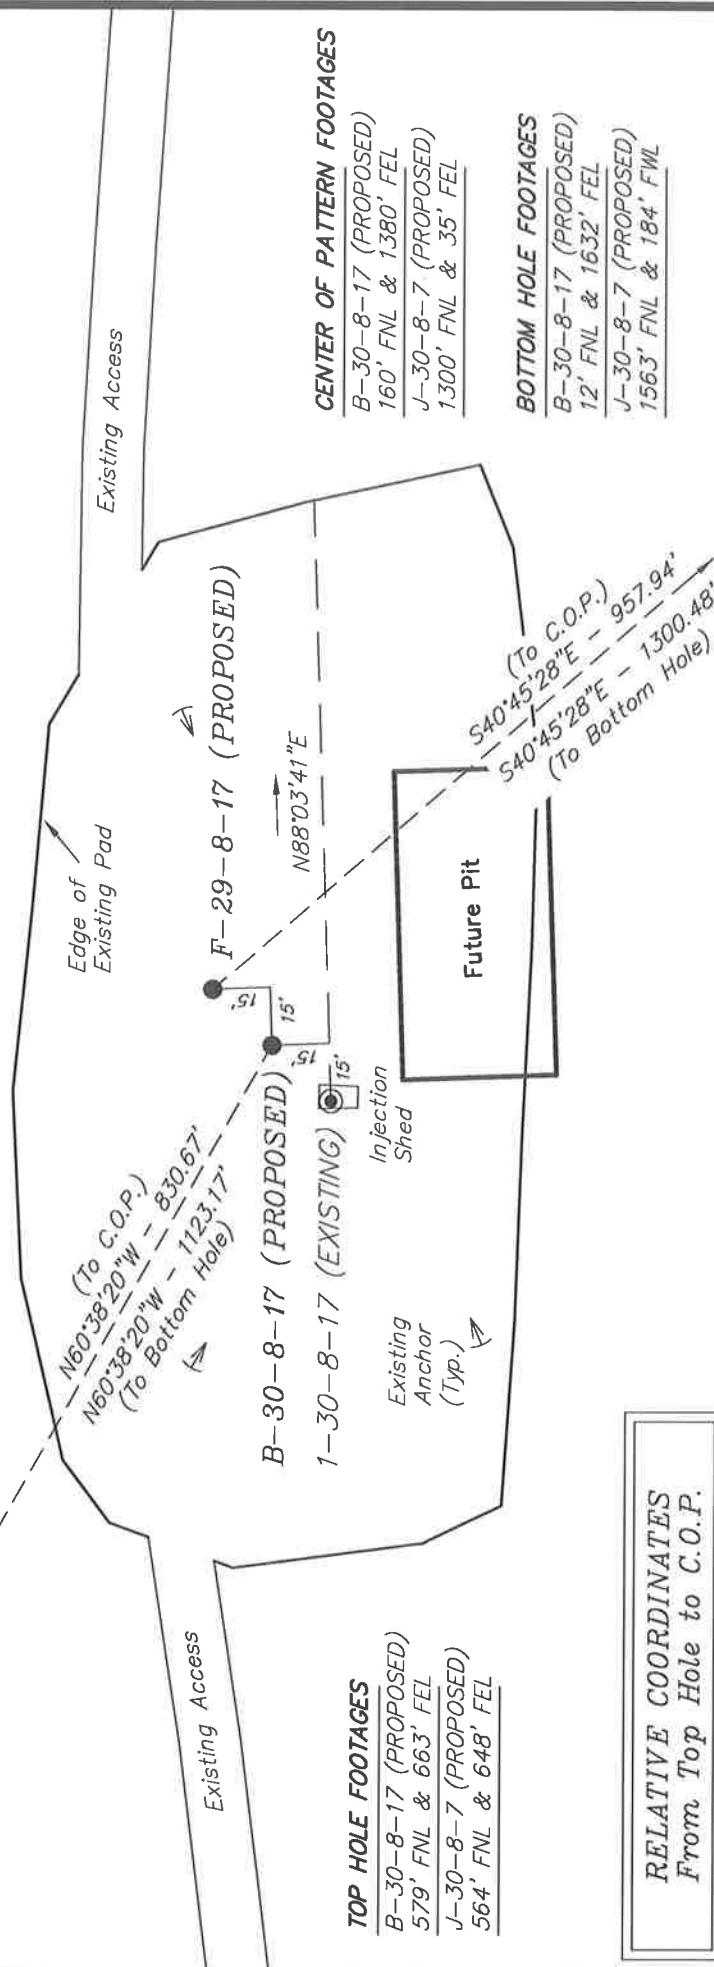 Existing Access
Edge of
Existing Pad
F-29-8-17 (PROPOSED)
N88°03'41"E
15'
15'
15'
15'
(To C.O.P.)
N60°38'20"W - 830.67'
N60°38'20"W - 1123.17'
(To Bottom Hole)
B-30-8-17 (PROPOSED)
1-30-8-17 (EXISTING)
Injection
Shed
Existing
Anchor
(Typ.)
Future Pit
(To C.O.P.)
S40°45'28"E - 957.94'
S40°45'28"E - 1300.48'
(To Bottom Hole)
Existing Access
TOP HOLE FOOTAGES
B-30-8-17 (PROPOSED)
579' FNL & 663' FEL
J-30-8-7 (PROPOSED)
564' FNL & 648' FEL
CENTER OF PATTERN FOOTAGES
B-30-8-17 (PROPOSED)
160' FNL & 1380' FEL
J-30-8-7 (PROPOSED)
1300' FNL & 35' FEL
BOTTOM HOLE FOOTAGES
B-30-8-17 (PROPOSED)
12' FNL & 1632' FEL
J-30-8-7 (PROPOSED)
1563' FNL & 184' FWL
RELATIVE COORDINATES
From Top Hole to C.O.P.